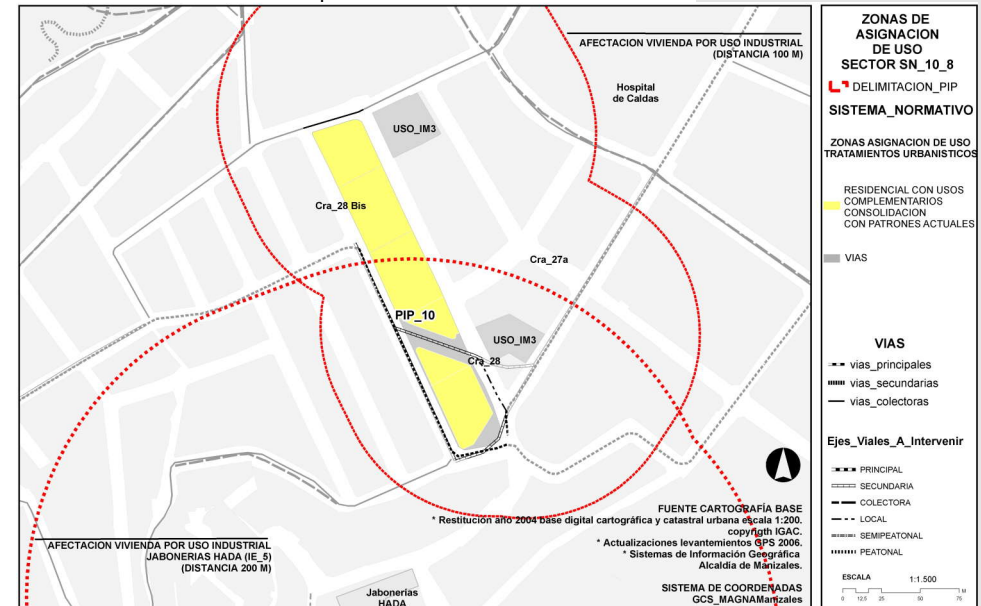 AFECTACION VIVIENDA POR USO INDUSTRIAL
(DISTANCIA 100 M)
Hospital
de Caldas
USO_IM3
Cra_28 Bis
Cra_27a
PIP_10
USO_IM3
Cra_28
FUENTE CARTOGRAFÍA BASE
* Restitución año 2004 base digital cartográfica y catastral urbana escala 1:200.
copyrigth IGAC.
* Actualizaciones levantamientos GPS 2006.
* Sistemas de Información Geográfica
Alcaldía de Manizales.
SISTEMA DE COORDENADAS
GCS_MAGNAManizales
AFECTACION VIVIENDA POR USO INDUSTRIAL
JABONERIAS HADA (IE_5)
(DISTANCIA 200 M)
Jabonerías
HADA
ZONAS DE
ASIGNACION
DE USO
SECTOR SN_10_8
DELIMITACION_PIP
SISTEMA_NORMATIVO
ZONAS ASIGNACION DE USO
TRATAMIENTOS URBANISTICOS
RESIDENCIAL CON USOS
COMPLEMENTARIOS
CONSOLIDACION
CON PATRONES ACTUALES
VIAS
VIAS
vias_principales
vias_secundarias
vias_colectoras
Ejes_Viales_A_Intervenir
PRINCIPAL
SECUNDARIA
COLECTORA
LOCAL
SEMIPEATONAL
PEATONAL
ESCALA 1:1.500
M
0 12,5 25 50 75